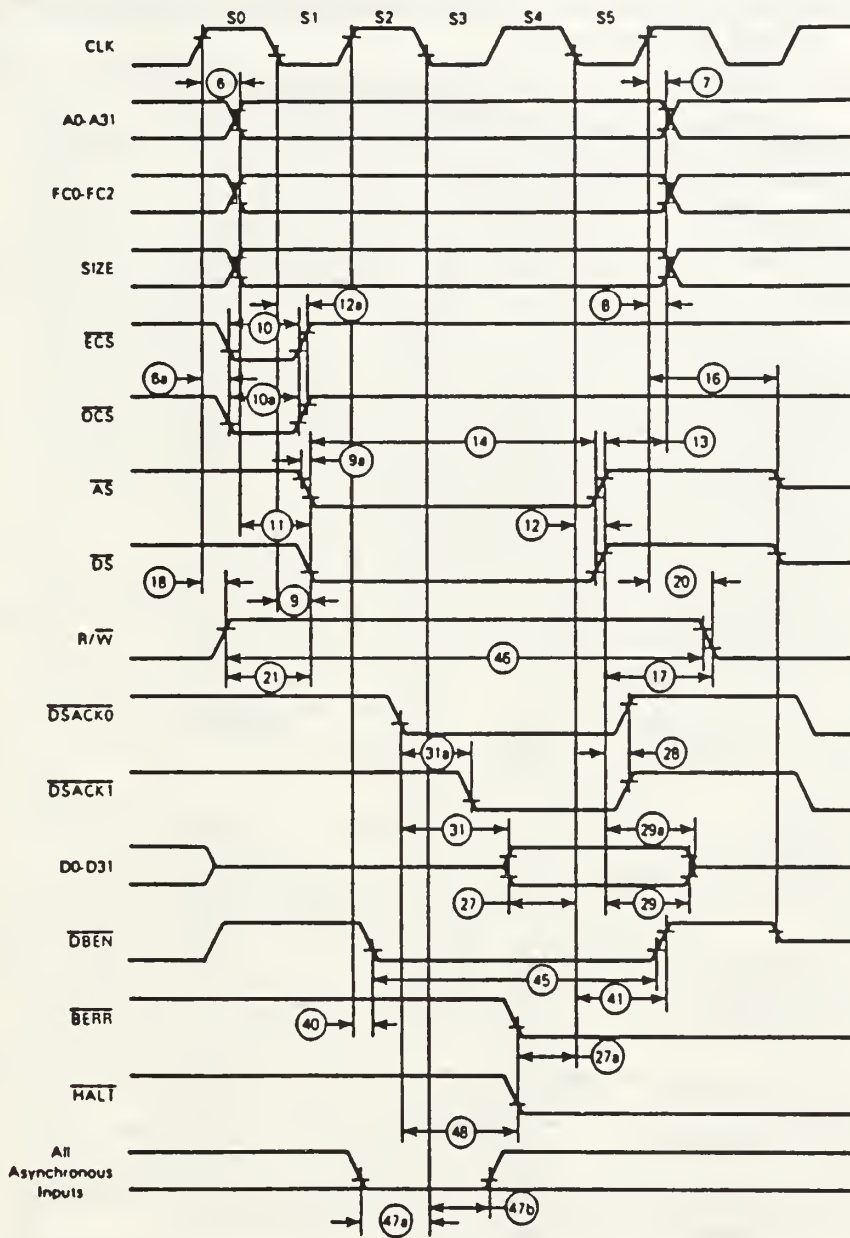 S0 S1 S2 S3 S4 S5
CLK
6 7
A0-A31
FC0-FC2
SIZE
12a 8
10
ECS
6a 10a 16
OCS
14 13
9a
AS
11 12
DS
18 9 20
R/W
46
21 17
DSACK0
31a 28
DSACK1
31 29a
D0-D31
27 29
DBEN
45
41
BERR
40
27a
HALT
48
All
Asynchronous
Inputs
47a 47b